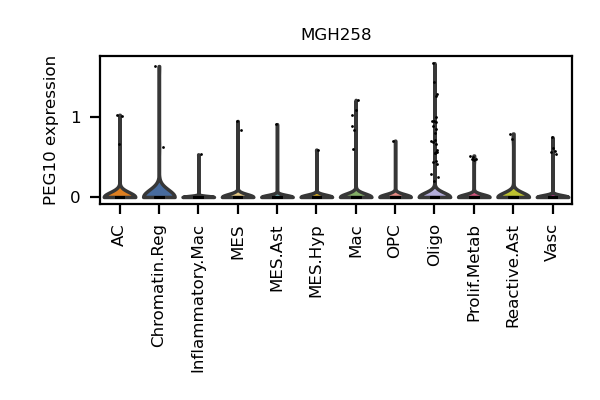 MGH258
PEG10 expression
1
0
AC
Chromatin.Reg
Inflammatory.Mac
MES
MES.Ast
MES.Hyp
Mac
OPC
Oligo
Prolif.Metab
Reactive.Ast
Vasc